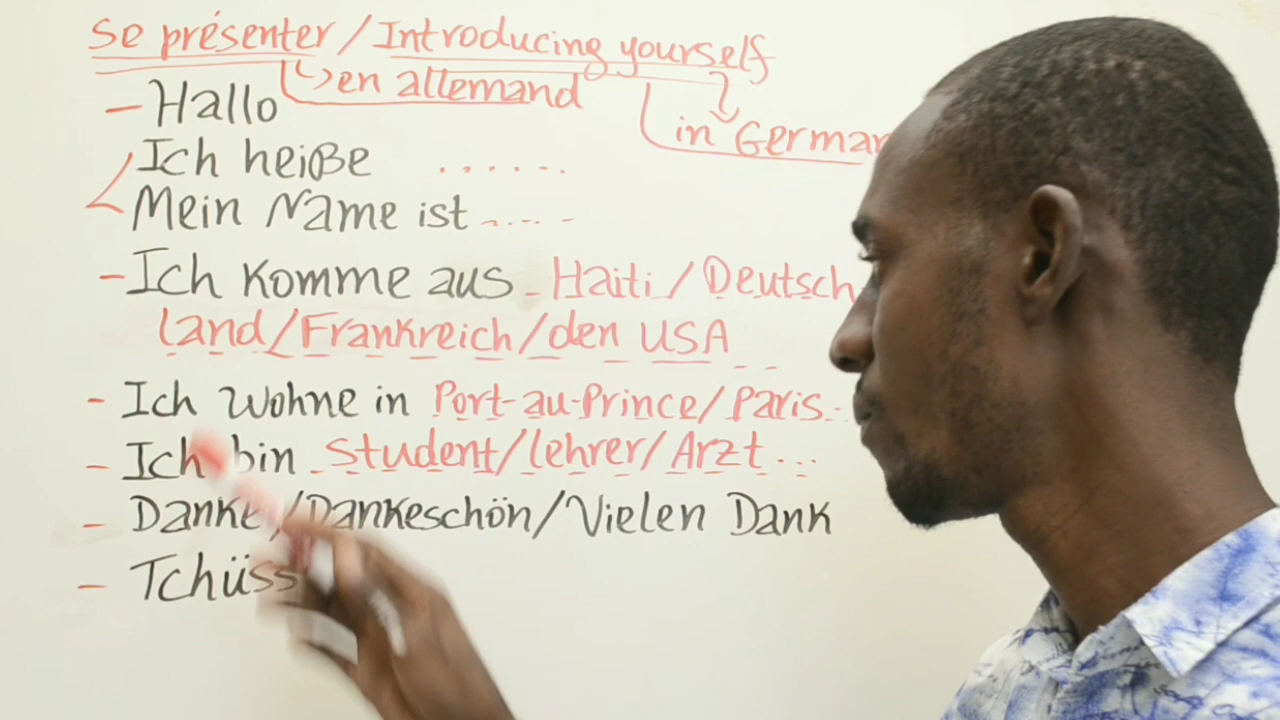 Se présenter / Introducing yourself
en allemand
in German
- Hallo
Ich heiße ......
Mein Name ist .....
- Ich komme aus Haiti / Deutsch
land/Frankreich/den USA
- Ich wohne in Port-au-Prince/Paris.
- Ich bin student/lehrer/Arzt...
- Danke/Dankeschön/Vielen Dank
- Tchüss